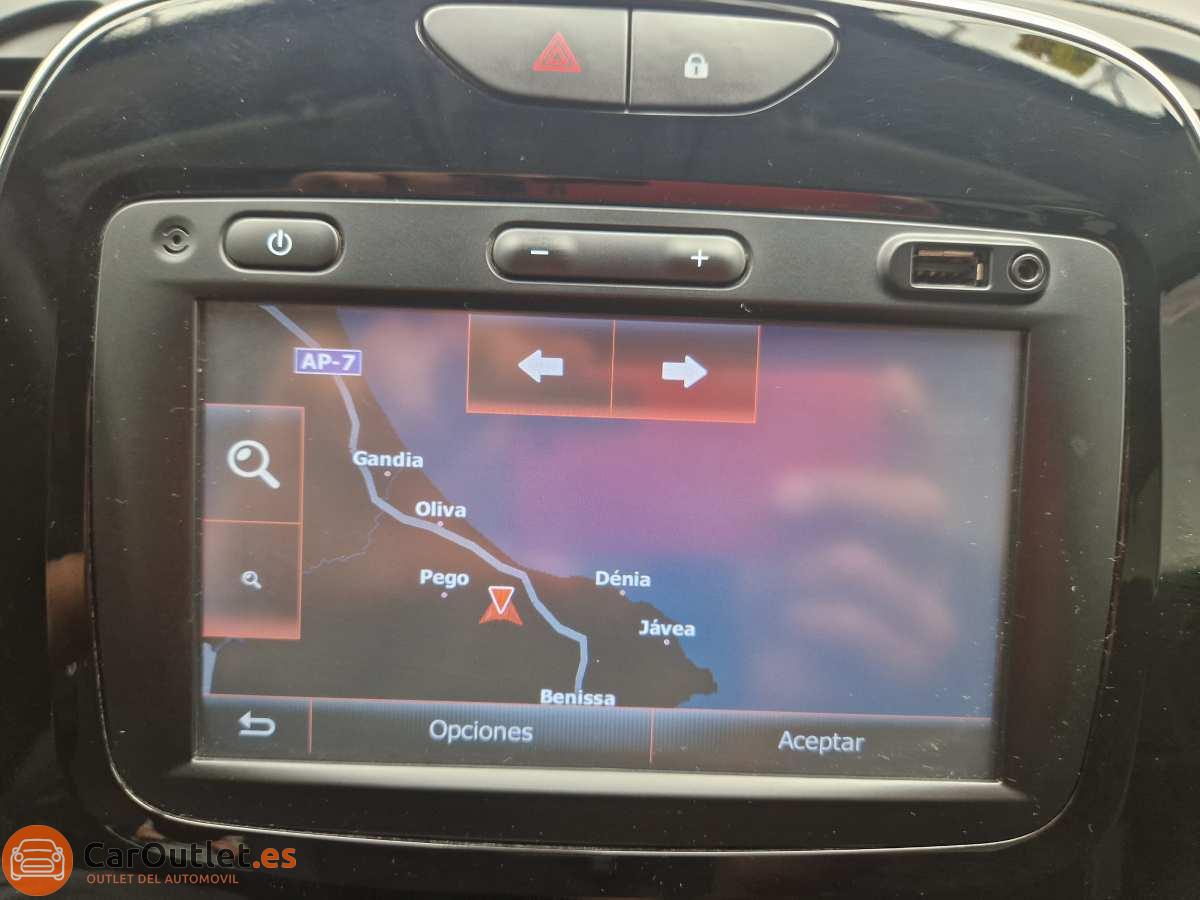 − +
AP-7
Gandia
Oliva
Pego
Dénia
Jávea
Benissa
Opciones
Aceptar
CarOutlet.es
OUTLET DEL AUTOMOVIL